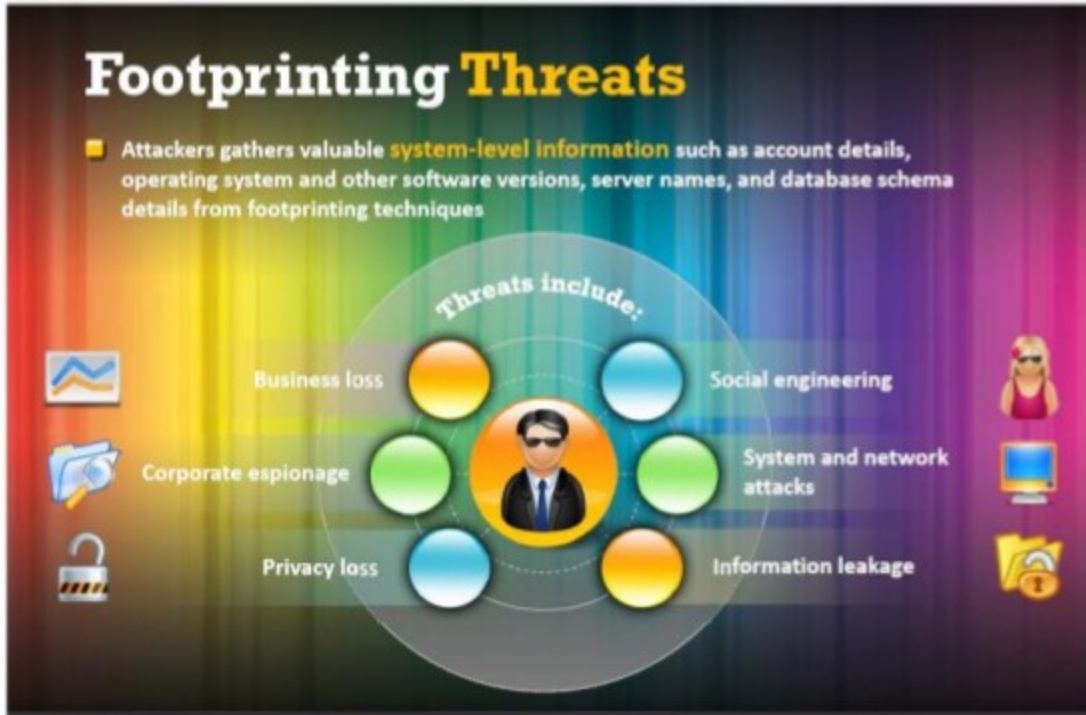 Footprinting Threats
Attackers gathers valuable system-level information such as account details,
operating system and other software versions, server names, and database schema
details from footprinting techniques
Threats include:
Business loss
Social engineering
Corporate espionage
System and network
attacks
Privacy loss
Information leakage